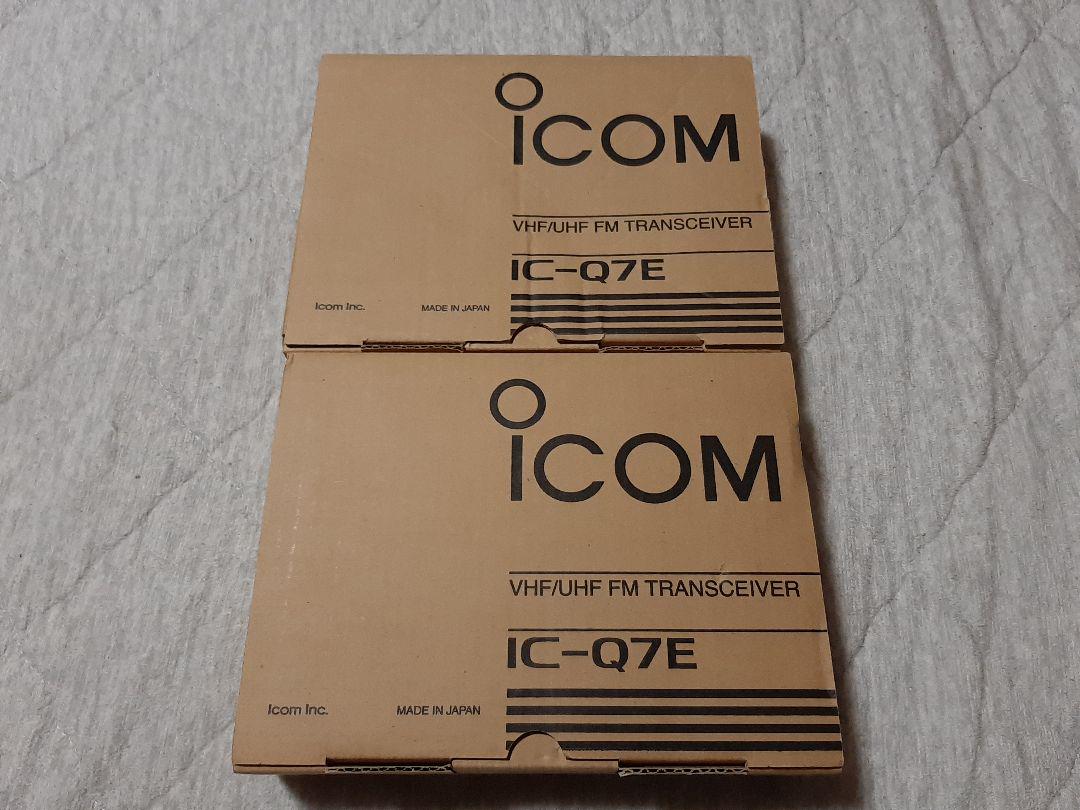 iCOM
VHF/UHF FM TRANSCEIVER
IC-Q7E
Icom Inc.
MADE IN JAPAN
iCOM
VHF/UHF FM TRANSCEIVER
IC-Q7E
Icom Inc.
MADE IN JAPAN